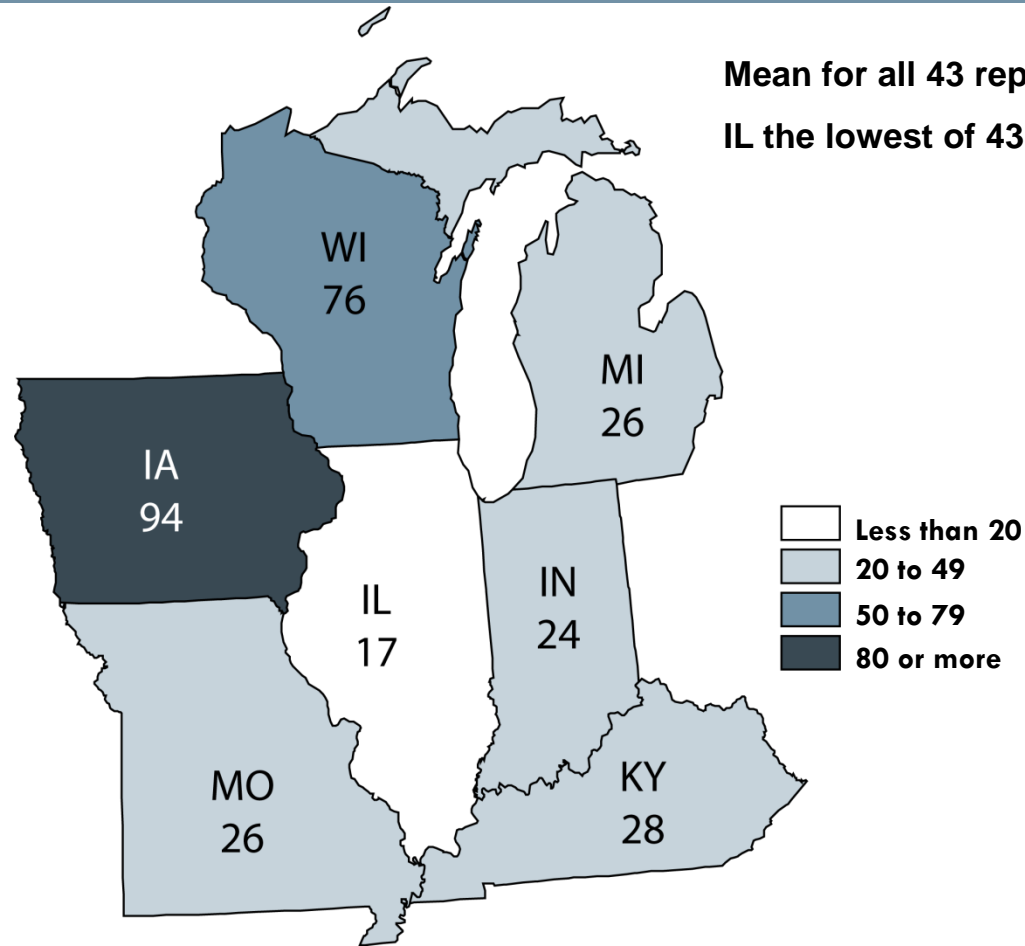 Mean for all 43 rep
IL the lowest of 43
WI
76
MI
26
IA
94
Less than 20
20 to 49
50 to 79
80 or more
IL
17
IN
24
MO
26
KY
28